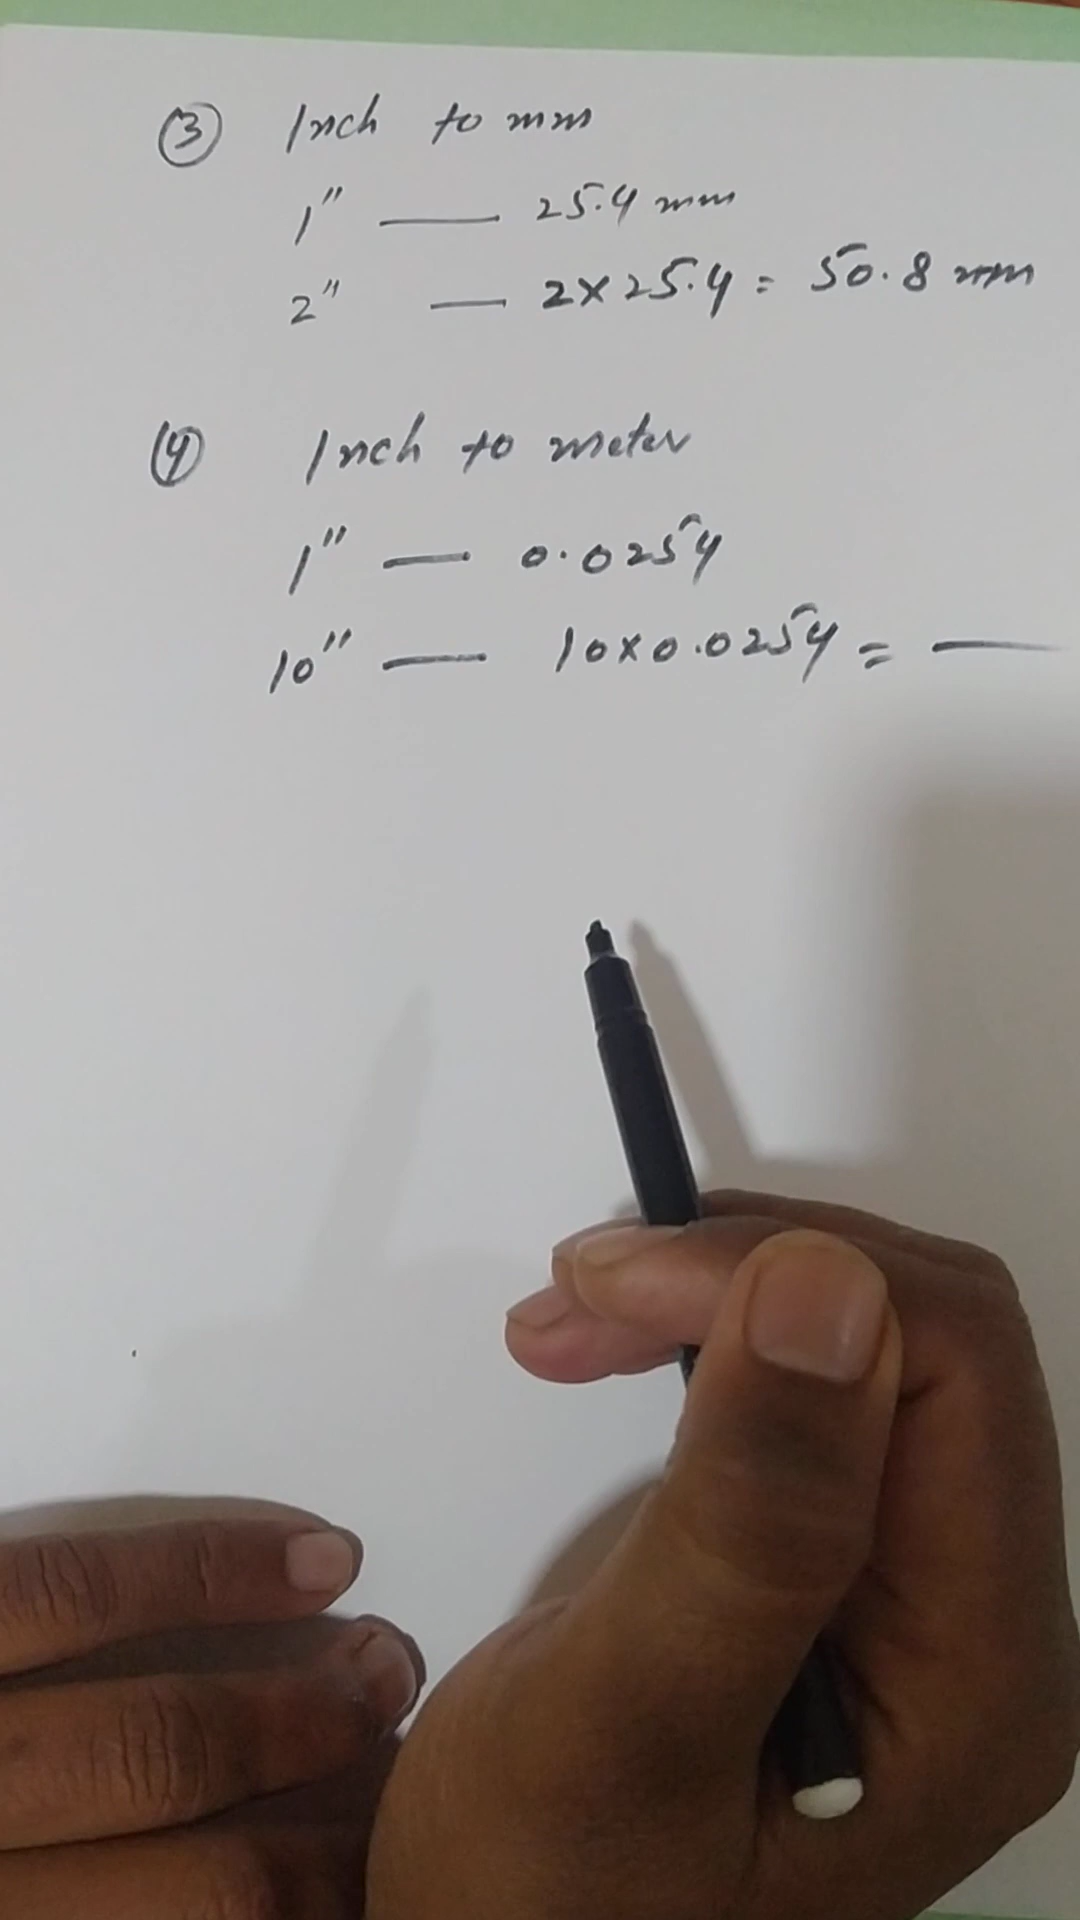 ③ Inch to mm
1" — 25.4 mm
2" — 2×25.4 = 50.8 mm
④ Inch to meter
1" — 0.0254
10" — 10×0.0254 = —